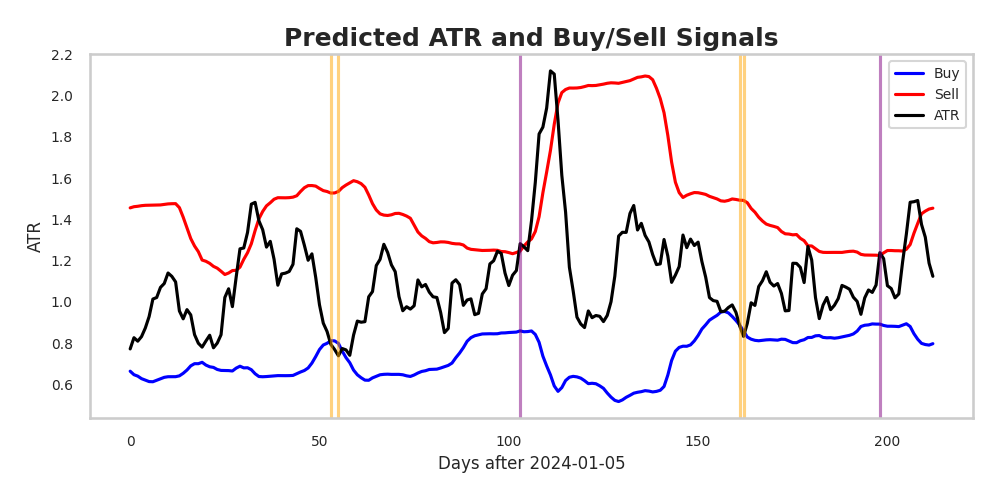 Predicted ATR and Buy/Sell Signals
2.2
2.0
1.8
1.6
1.4
1.2
1.0
0.8
0.6
ATR
Buy
Sell
ATR
0
50
100
150
200
Days after 2024-01-05